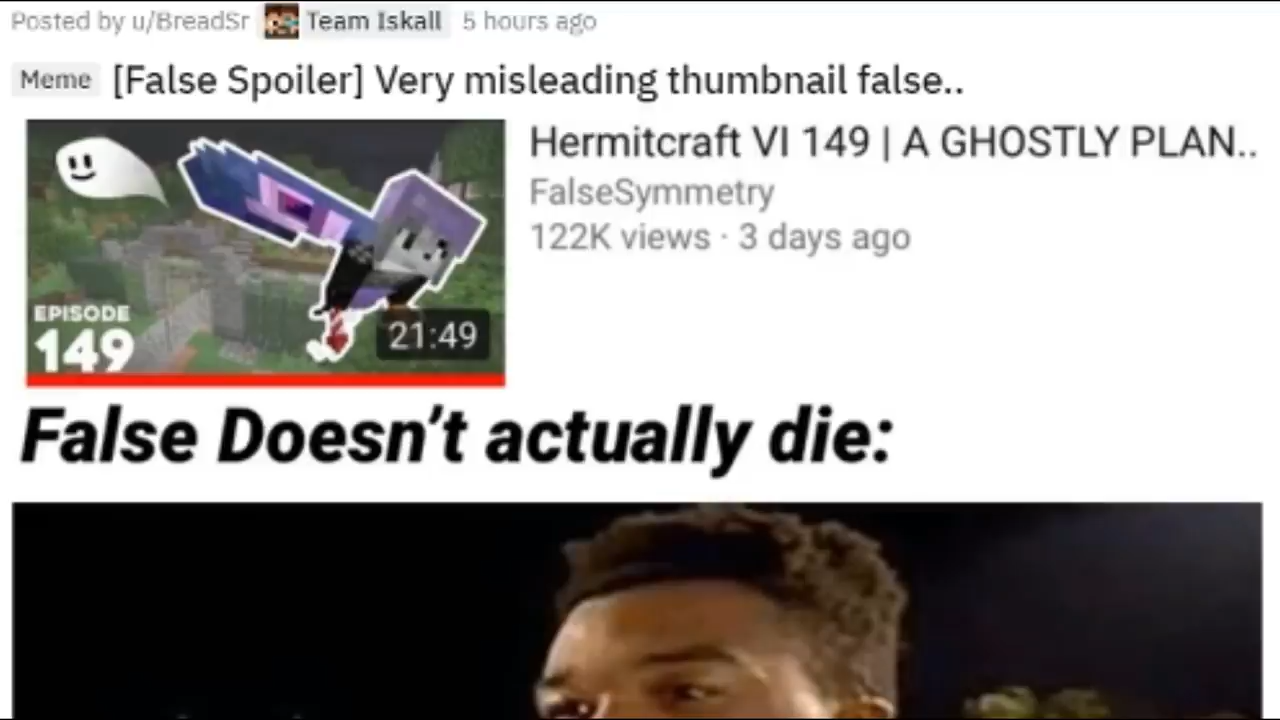 Posted by u/BreadSr Team Iskall 5 hours ago
Meme [False Spoiler] Very misleading thumbnail false..
Hermitcraft VI 149 | A GHOSTLY PLAN..
FalseSymmetry
122K views · 3 days ago
EPISODE
149
21:49
False Doesn't actually die: